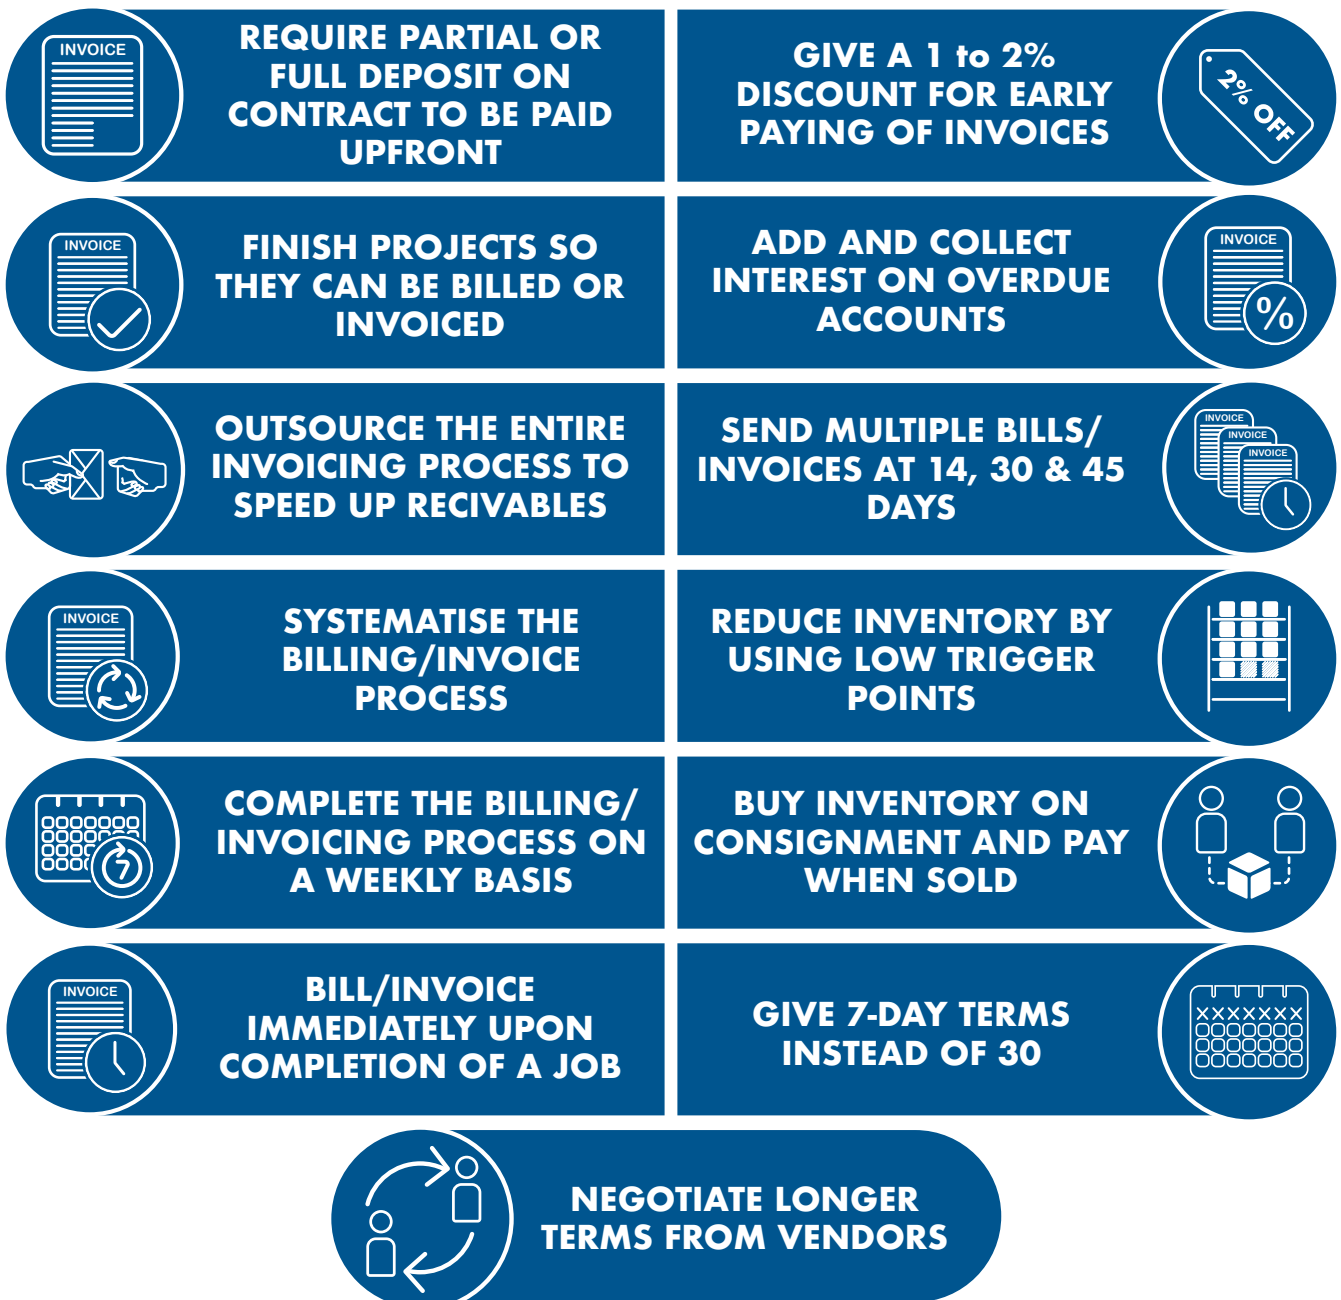 INVOICE
REQUIRE PARTIAL OR
FULL DEPOSIT ON
CONTRACT TO BE PAID
UPFRONT
GIVE A 1 to 2%
DISCOUNT FOR EARLY
PAYING OF INVOICES
2% OFF
INVOICE
FINISH PROJECTS SO
THEY CAN BE BILLED OR
INVOICED
ADD AND COLLECT
INTEREST ON OVERDUE
ACCOUNTS
INVOICE
%
OUTSOURCE THE ENTIRE
INVOICING PROCESS TO
SPEED UP RECIVABLES
SEND MULTIPLE BILLS/
INVOICES AT 14, 30 & 45
DAYS
INVOICE
INVOICE
INVOICE
INVOICE
SYSTEMATISE THE
BILLING/INVOICE
PROCESS
REDUCE INVENTORY BY
USING LOW TRIGGER
POINTS
7
COMPLETE THE BILLING/
INVOICING PROCESS ON
A WEEKLY BASIS
BUY INVENTORY ON
CONSIGNMENT AND PAY
WHEN SOLD
INVOICE
BILL/INVOICE
IMMEDIATELY UPON
COMPLETION OF A JOB
GIVE 7-DAY TERMS
INSTEAD OF 30
XXXXXXX
NEGOTIATE LONGER
TERMS FROM VENDORS